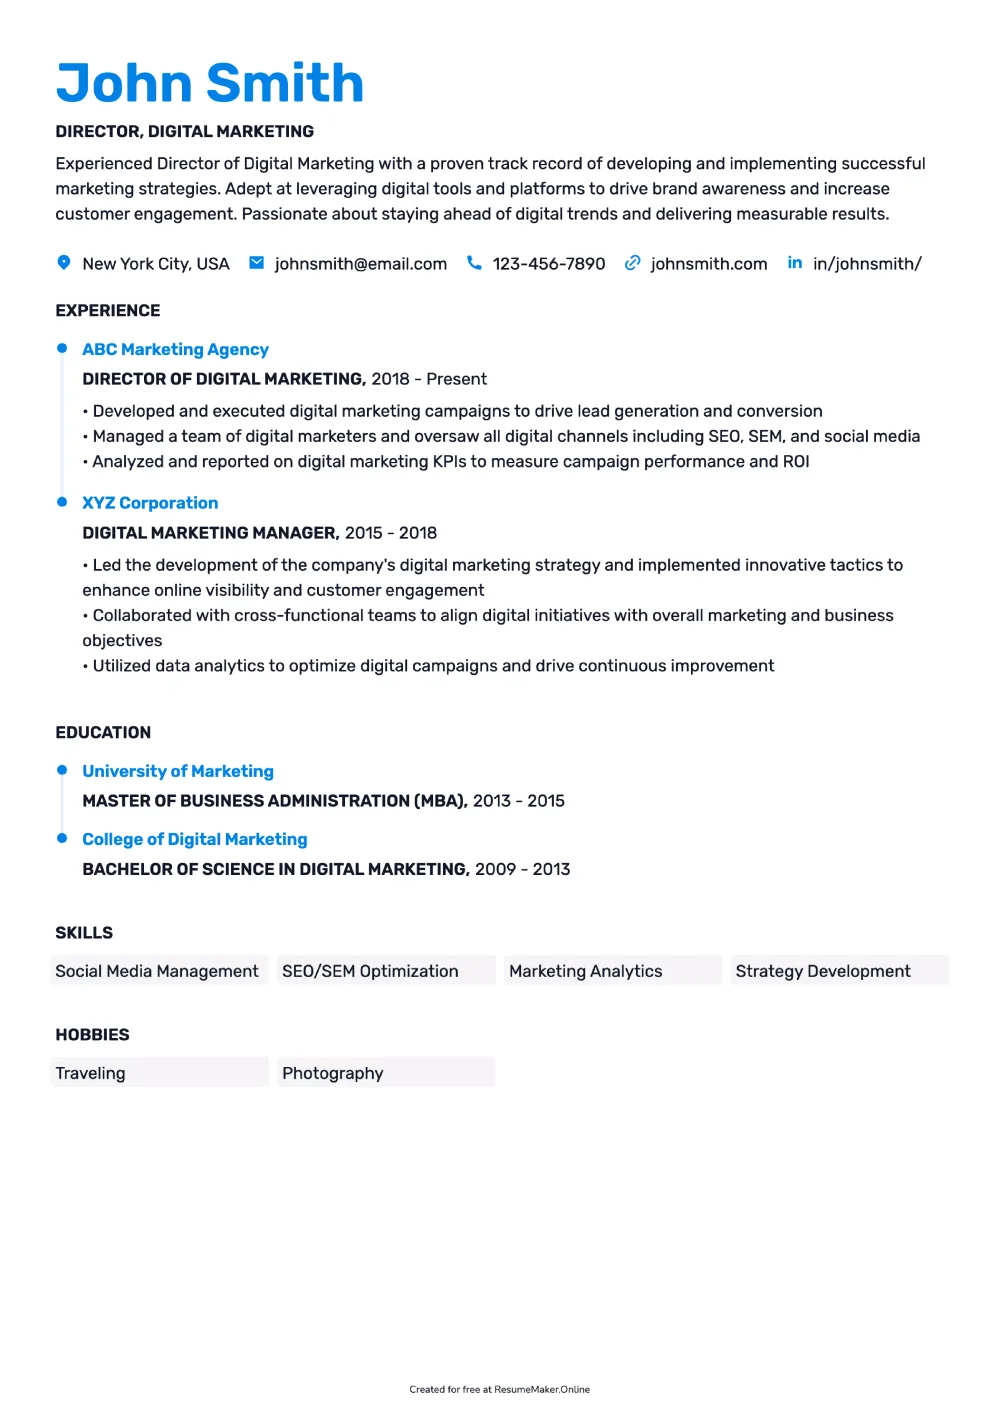 John Smith
DIRECTOR, DIGITAL MARKETING
Experienced Director of Digital Marketing with a proven track record of developing and implementing successful
marketing strategies. Adept at leveraging digital tools and platforms to drive brand awareness and increase
customer engagement. Passionate about staying ahead of digital trends and delivering measurable results.
New York City, USA johnsmith@email.com 123-456-7890 johnsmith.com in in/johnsmith/
EXPERIENCE
ABC Marketing Agency
DIRECTOR OF DIGITAL MARKETING, 2018 - Present
• Developed and executed digital marketing campaigns to drive lead generation and conversion
• Managed a team of digital marketers and oversaw all digital channels including SEO, SEM, and social media
• Analyzed and reported on digital marketing KPIs to measure campaign performance and ROI
XYZ Corporation
DIGITAL MARKETING MANAGER, 2015 - 2018
• Led the development of the company's digital marketing strategy and implemented innovative tactics to
enhance online visibility and customer engagement
• Collaborated with cross-functional teams to align digital initiatives with overall marketing and business
objectives
• Utilized data analytics to optimize digital campaigns and drive continuous improvement
EDUCATION
University of Marketing
MASTER OF BUSINESS ADMINISTRATION (MBA), 2013 - 2015
College of Digital Marketing
BACHELOR OF SCIENCE IN DIGITAL MARKETING, 2009 - 2013
SKILLS
Social Media Management SEO/SEM Optimization Marketing Analytics Strategy Development
HOBBIES
Traveling Photography
Created for free at ResumeMaker.Online